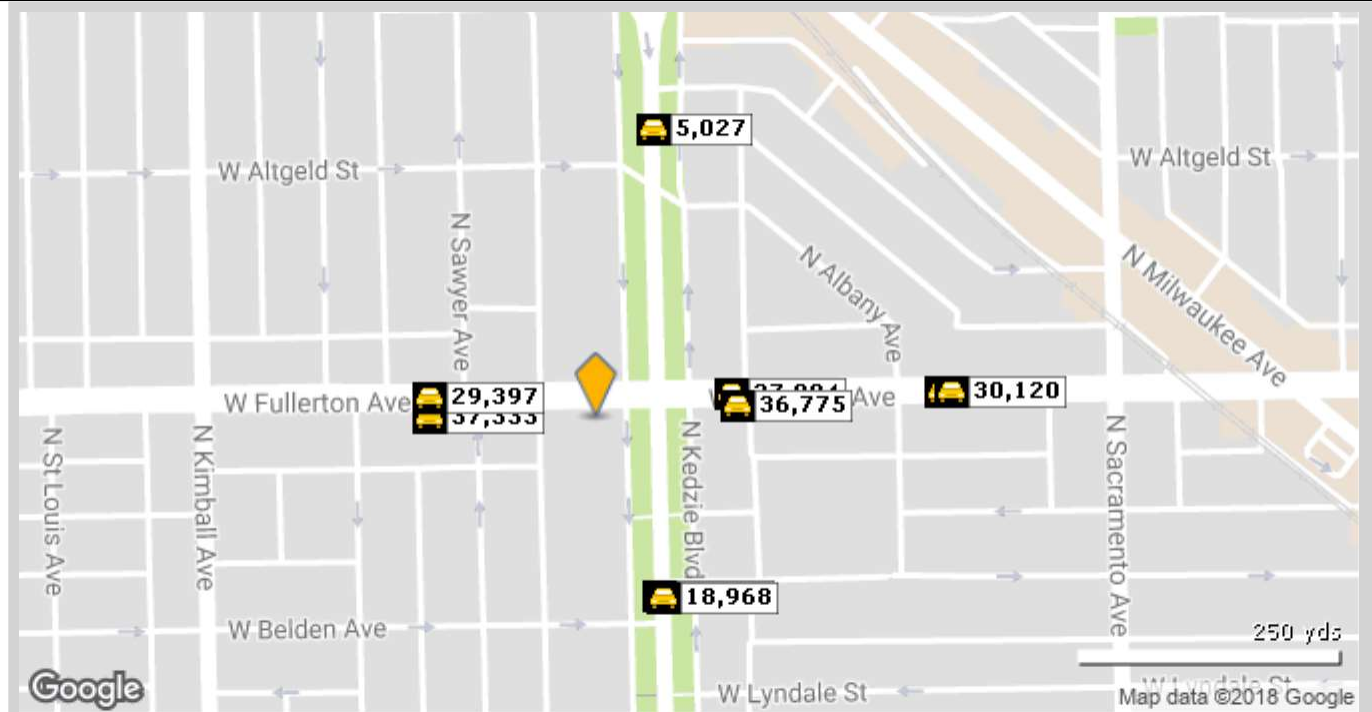 5,027
W Altgeld St
W Altgeld St
N Sawyer Ave
N Albany Ave
N Milwaukee Ave
W Fullerton Ave
29,397
36,775
Ave
30,120
N St Louis Ave
N Kimball Ave
N Kedzie Blvd
N Sacramento Ave
18,968
W Belden Ave
250 yds
Google
W Lyndale St
W Lyndale St
Map data ©2018 Google